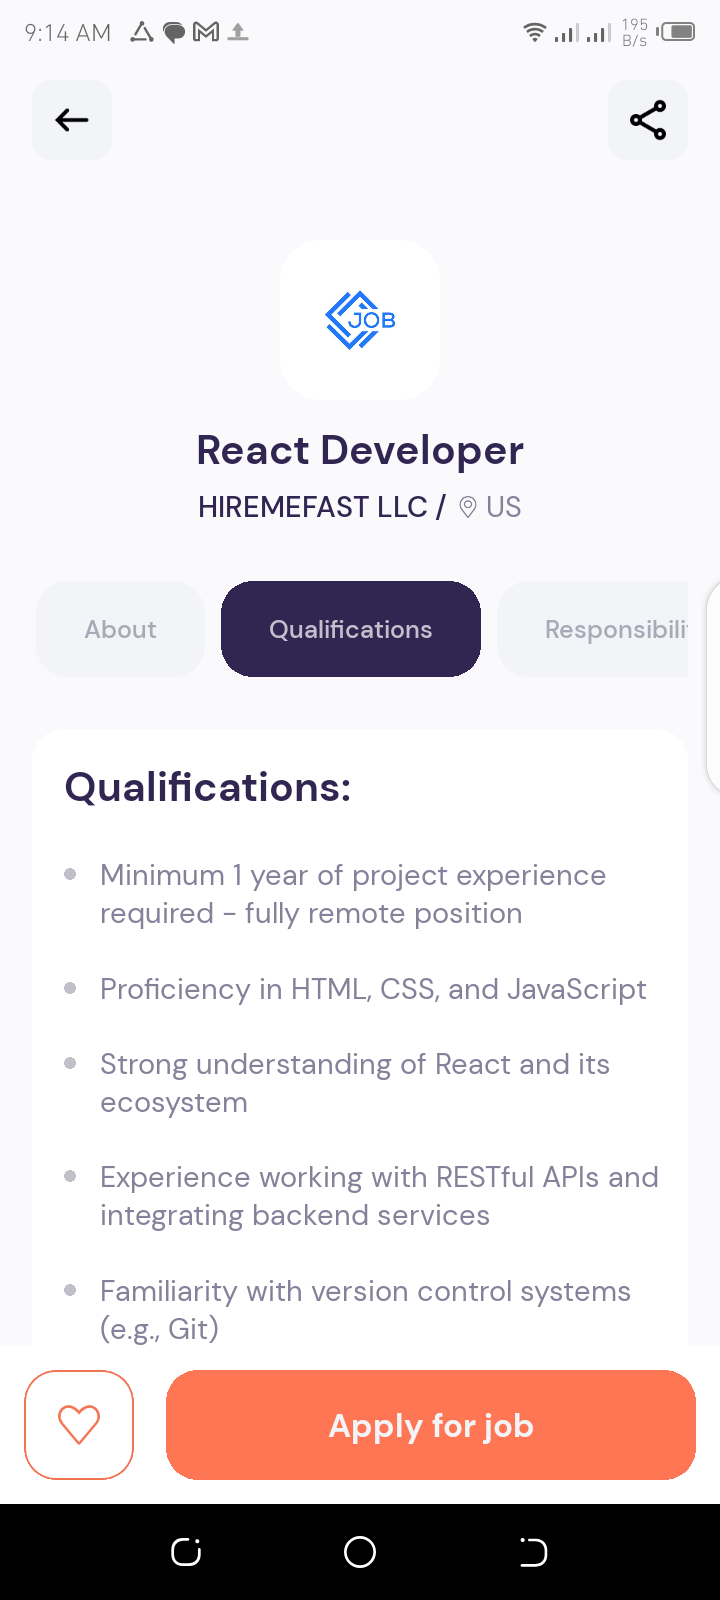 9:14 AM
195
B/s
JOB
React Developer
HIREMEFAST LLC / US
About
Qualifications
Responsibili
Qualifications:
Minimum 1 year of project experience
required - fully remote position
Proficiency in HTML, CSS, and JavaScript
Strong understanding of React and its
ecosystem
Experience working with RESTful APIs and
integrating backend services
Familiarity with version control systems
(e.g., Git)
Apply for job